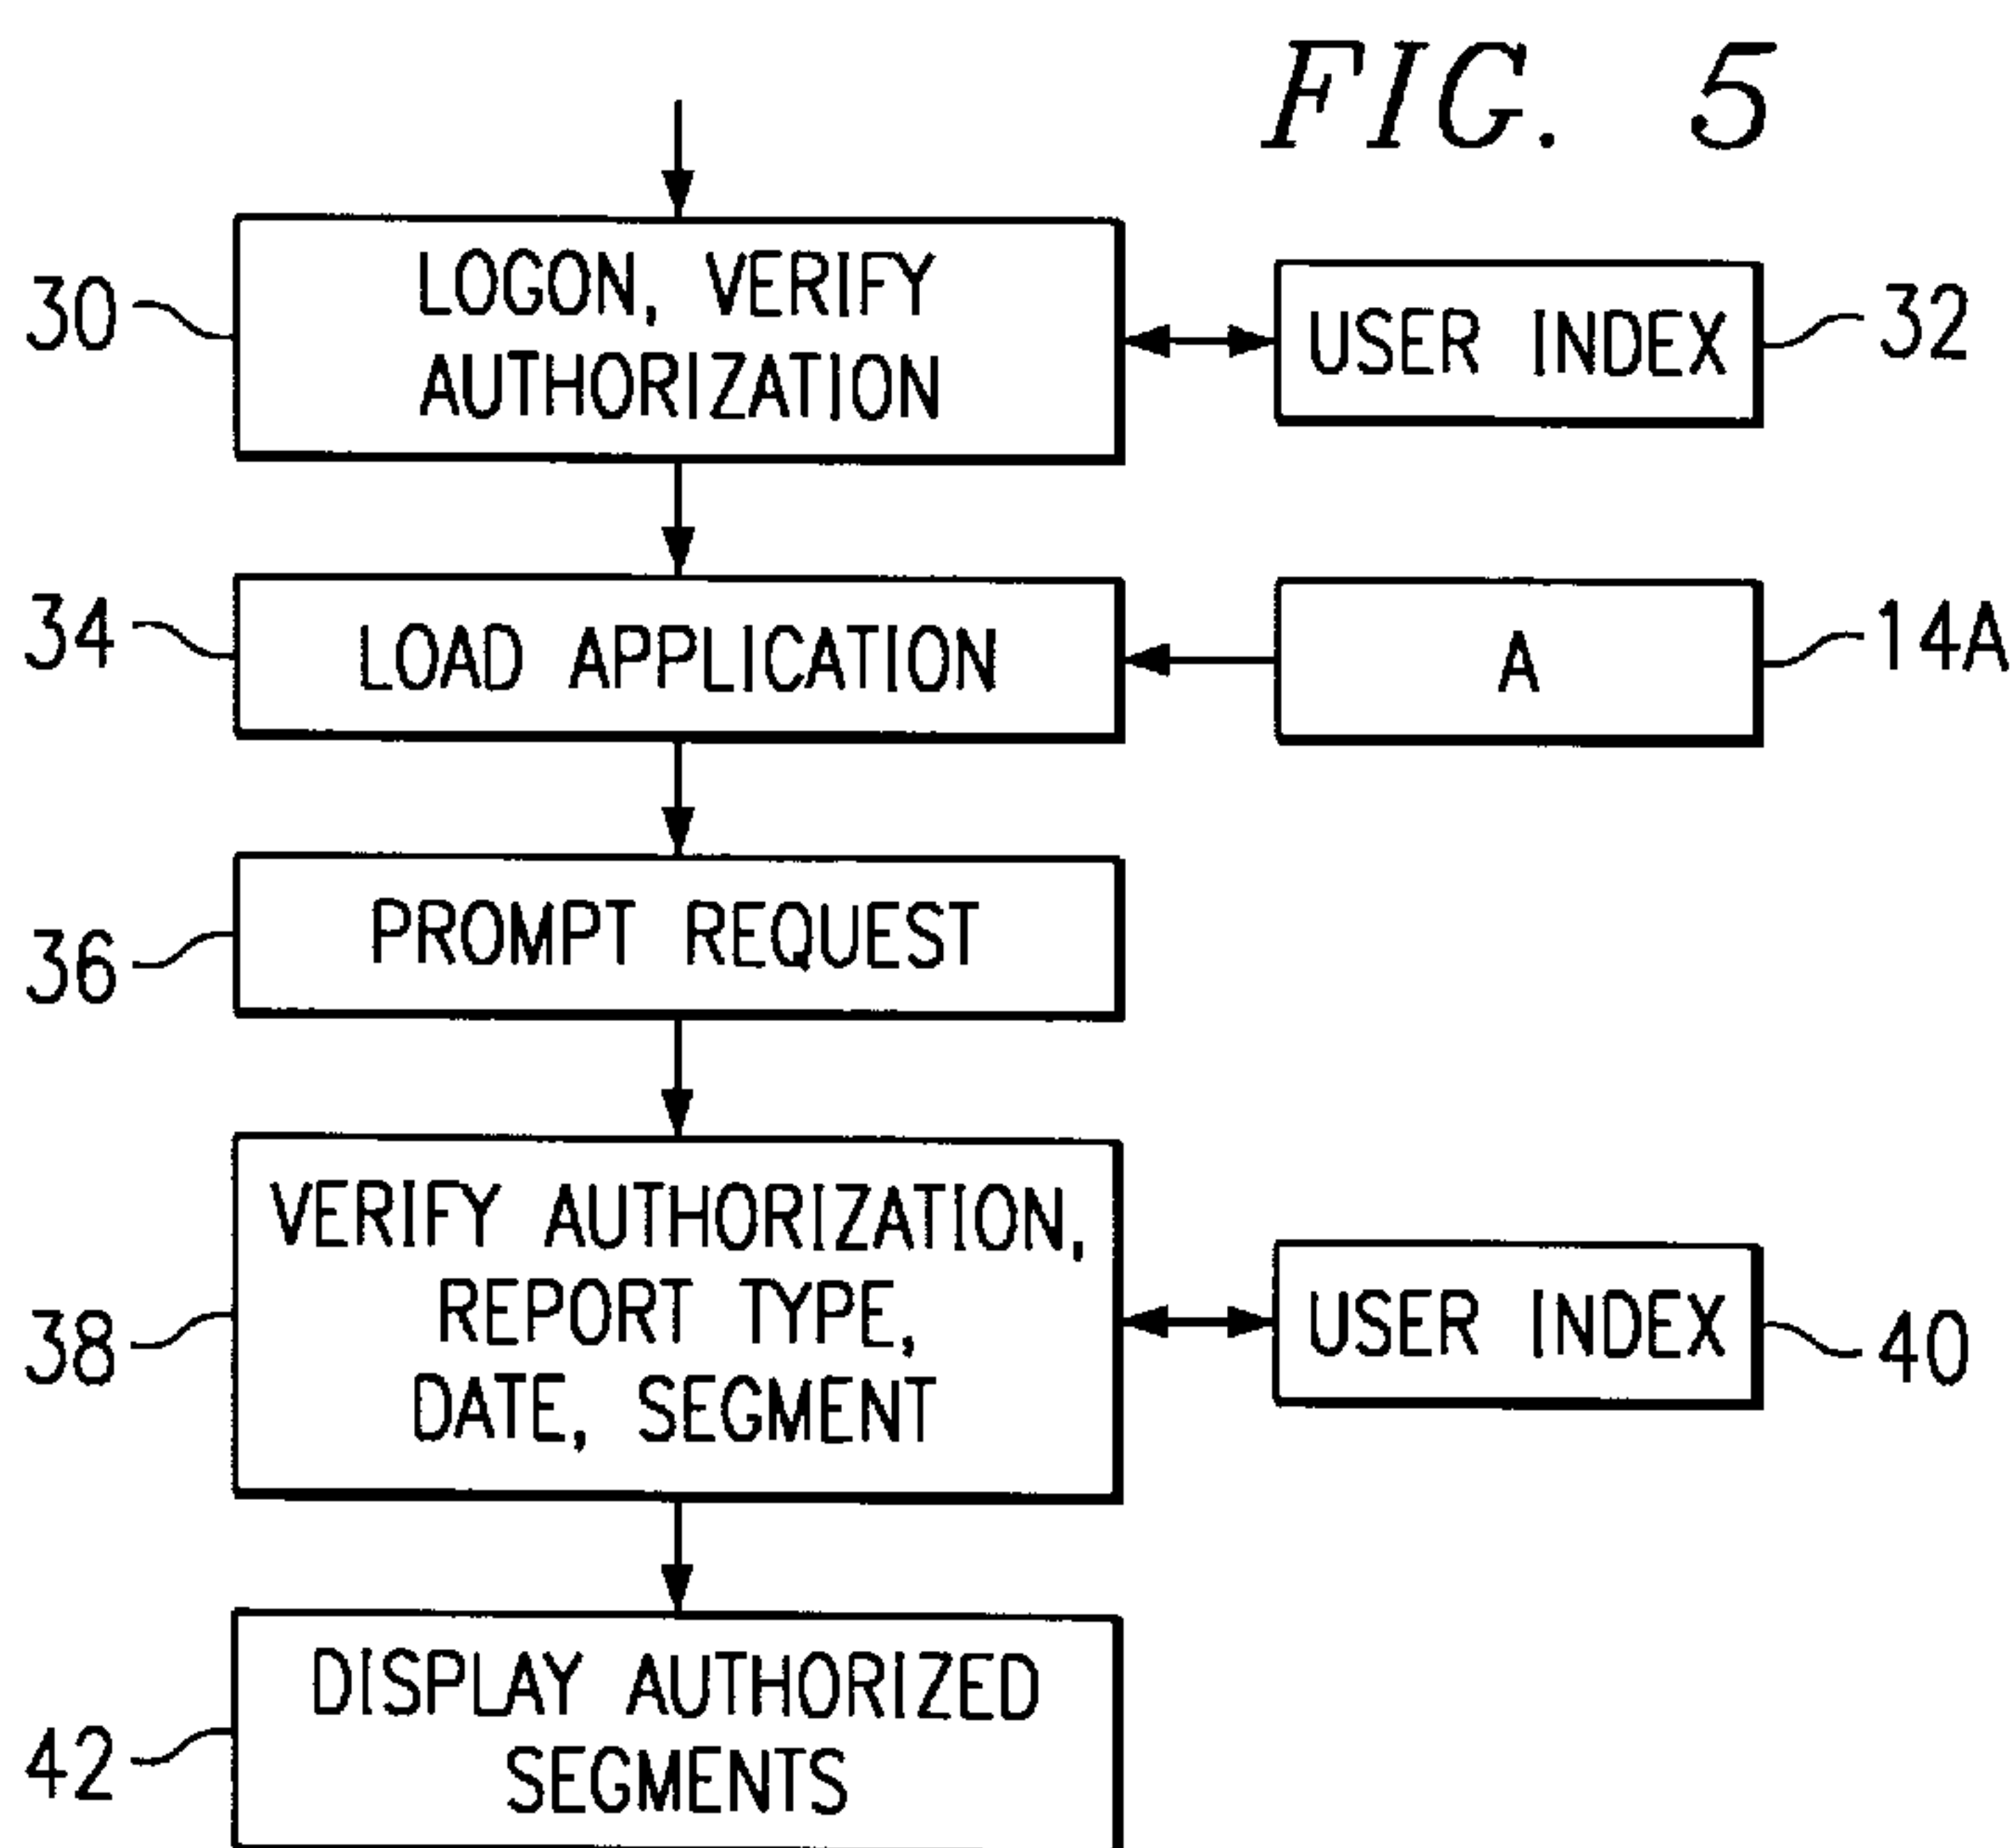 FIG. 5
30
LOGON, VERIFY
AUTHORIZATION
USER INDEX
32
34
LOAD APPLICATION
A
14A
36
PROMPT REQUEST
38
VERIFY AUTHORIZATION,
REPORT TYPE,
DATE, SEGMENT
USER INDEX
40
42
DISPLAY AUTHORIZED
SEGMENTS